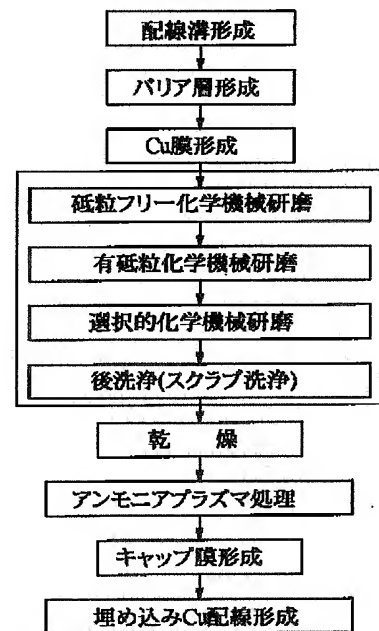 配線溝形成
バリア層形成
Cu膜形成
砥粒フリー化学機械研磨
有砥粒化学機械研磨
選択的化学機械研磨
後洗浄(スクラブ洗浄)
乾 燥
アンモニアプラズマ処理
キャップ膜形成
埋め込みCu配線形成